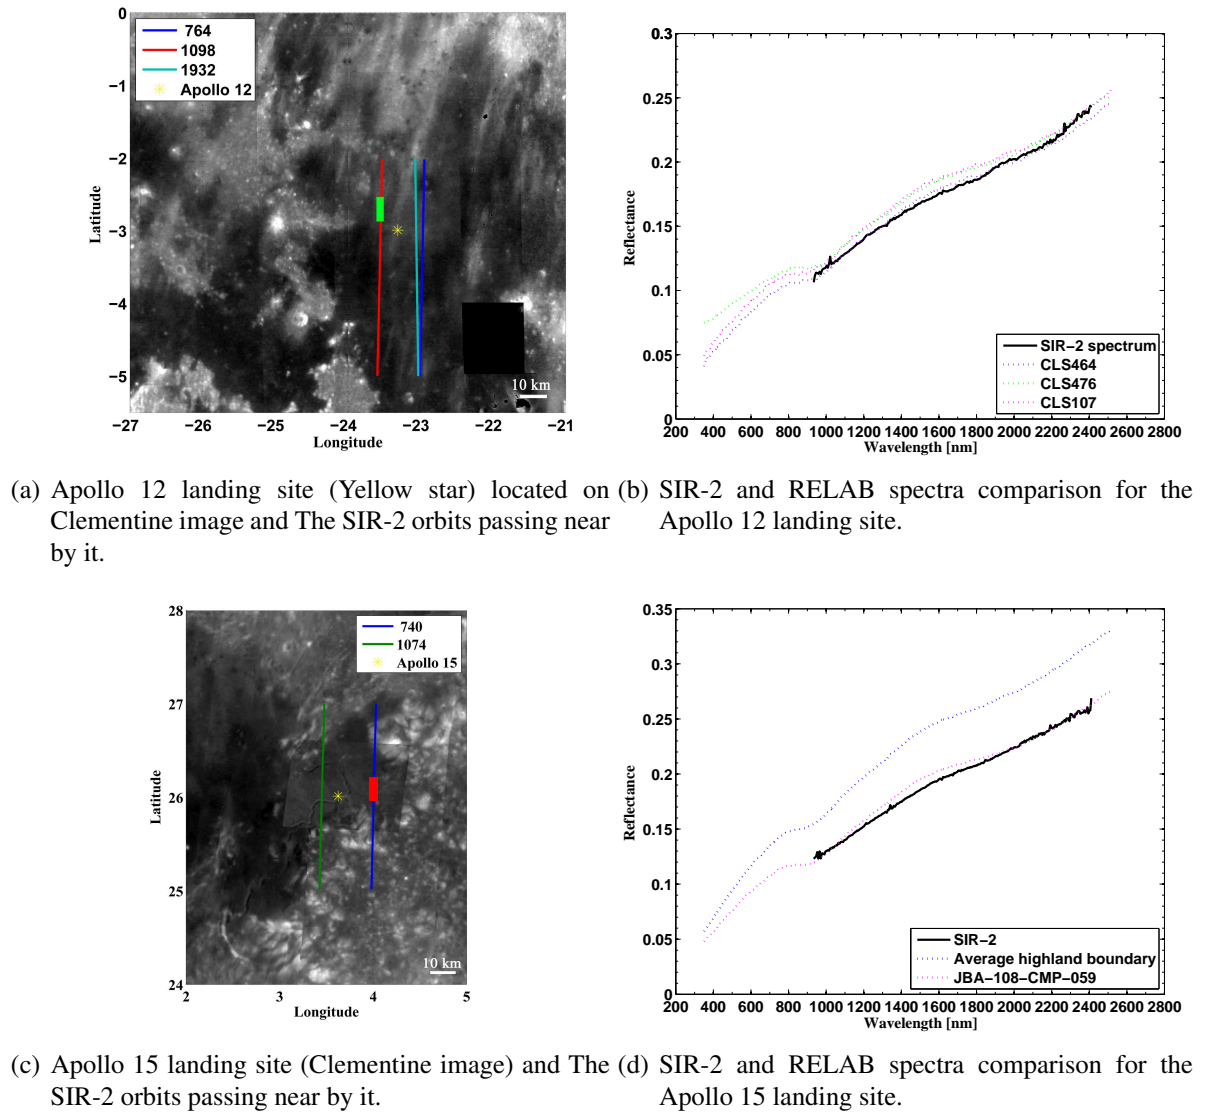 764
1098
1932
Apollo 12
0
−1
−2
−3
−4
−5
Latitude
10 km
−27 −26 −25 −24 −23 −22 −21
Longitude
0.3
0.25
0.2
0.15
0.1
0.05
0
Reflectance
SIR−2 spectrum
CLS464
CLS476
CLS107
200 400 600 800 1000 1200 1400 1600 1800 2000 2200 2400 2600 2800
Wavelength [nm]
(a) Apollo 12 landing site (Yellow star) located on
Clementine image and The SIR-2 orbits passing near
by it.
(b) SIR-2 and RELAB spectra comparison for the
Apollo 12 landing site.
740
1074
Apollo 15
28
27
26
25
24
Latitude
10 km
2 3 4 5
Longitude
0.35
0.3
0.25
0.2
0.15
0.1
0.05
0
Reflectance
SIR−2
Average highland boundary
JBA−108−CMP−059
200 400 600 800 1000 1200 1400 1600 1800 2000 2200 2400 2600 2800
Wavelength [nm]
(c) Apollo 15 landing site (Clementine image) and The
SIR-2 orbits passing near by it.
(d) SIR-2 and RELAB spectra comparison for the
Apollo 15 landing site.